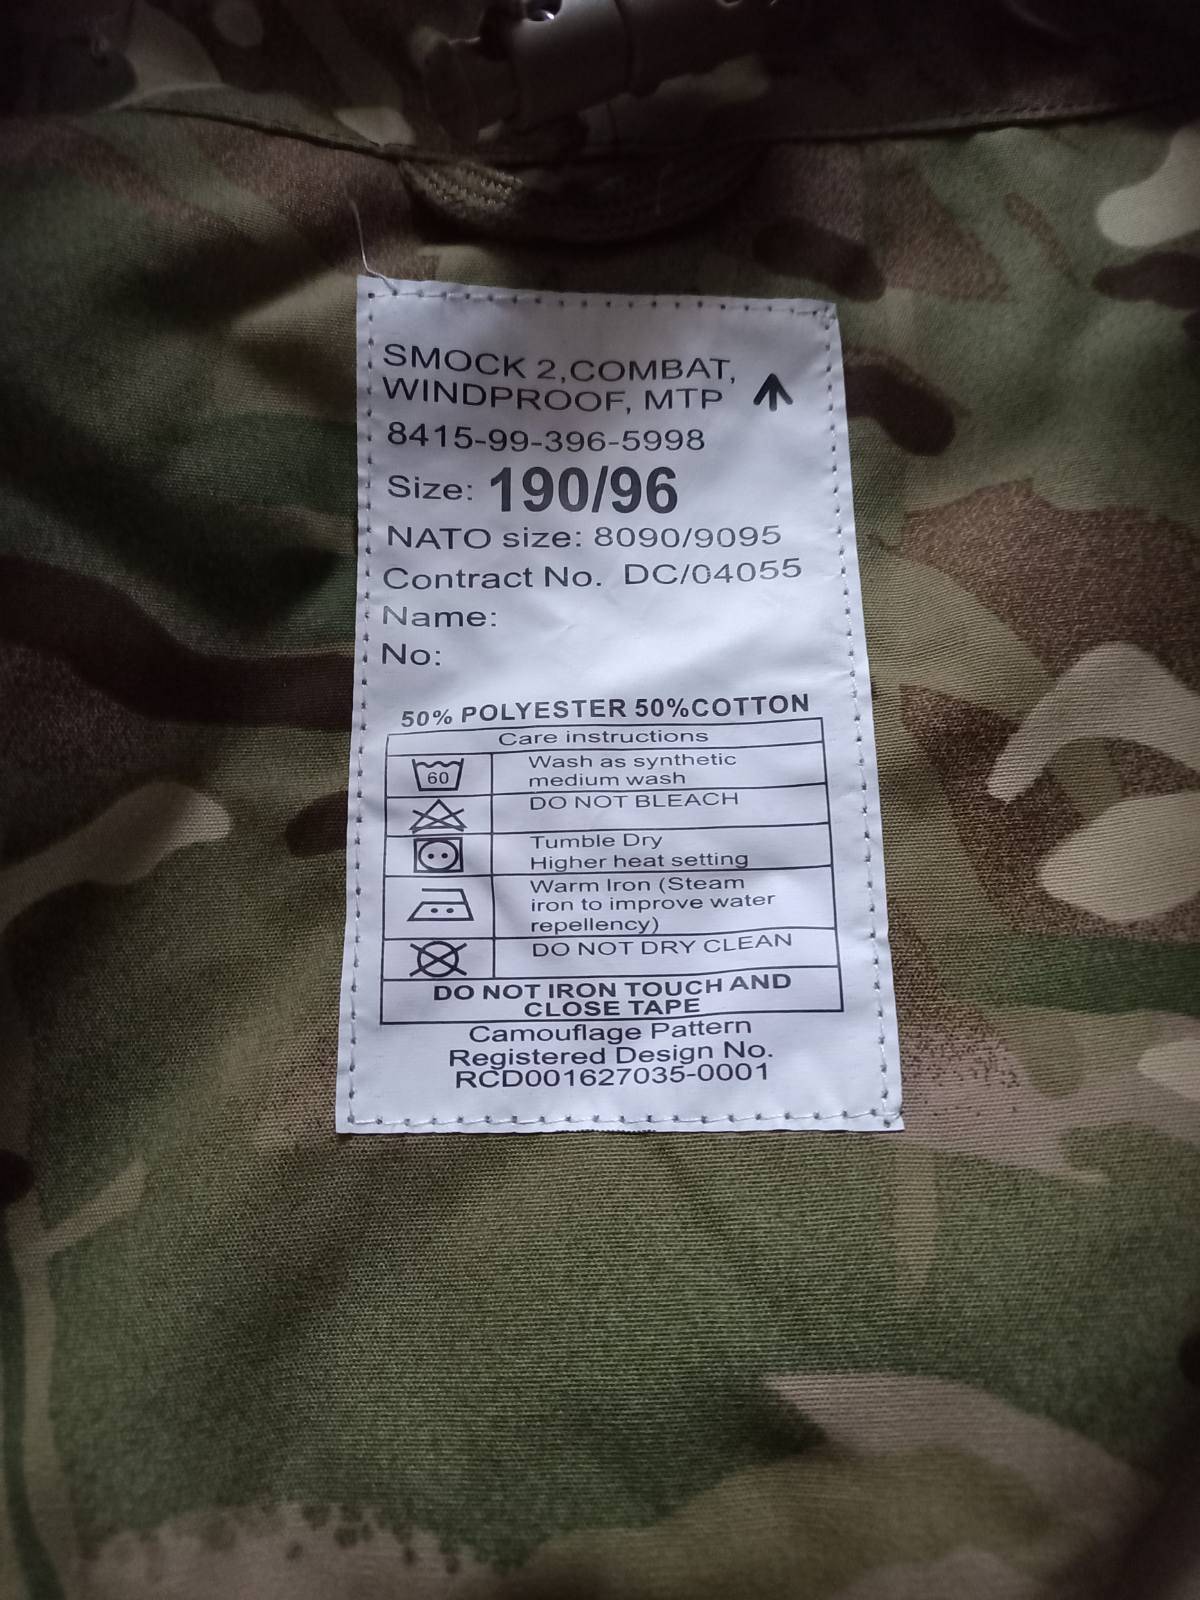 SMOCK 2,COMBAT,
WINDPROOF, MTP
8415-99-396-5998
Size: 190/96
NATO size: 8090/9095
Contract No. DC/04055
Name:
No:
50% POLYESTER 50%COTTON
Care instructions
60
Wash as synthetic
medium wash
DO NOT BLEACH
Tumble Dry
Higher heat setting
Warm Iron (Steam
iron to improve water
repellency)
DO NOT DRY CLEAN
DO NOT IRON TOUCH AND
CLOSE TAPE
Camouflage Pattern
Registered Design No.
RCD001627035-0001